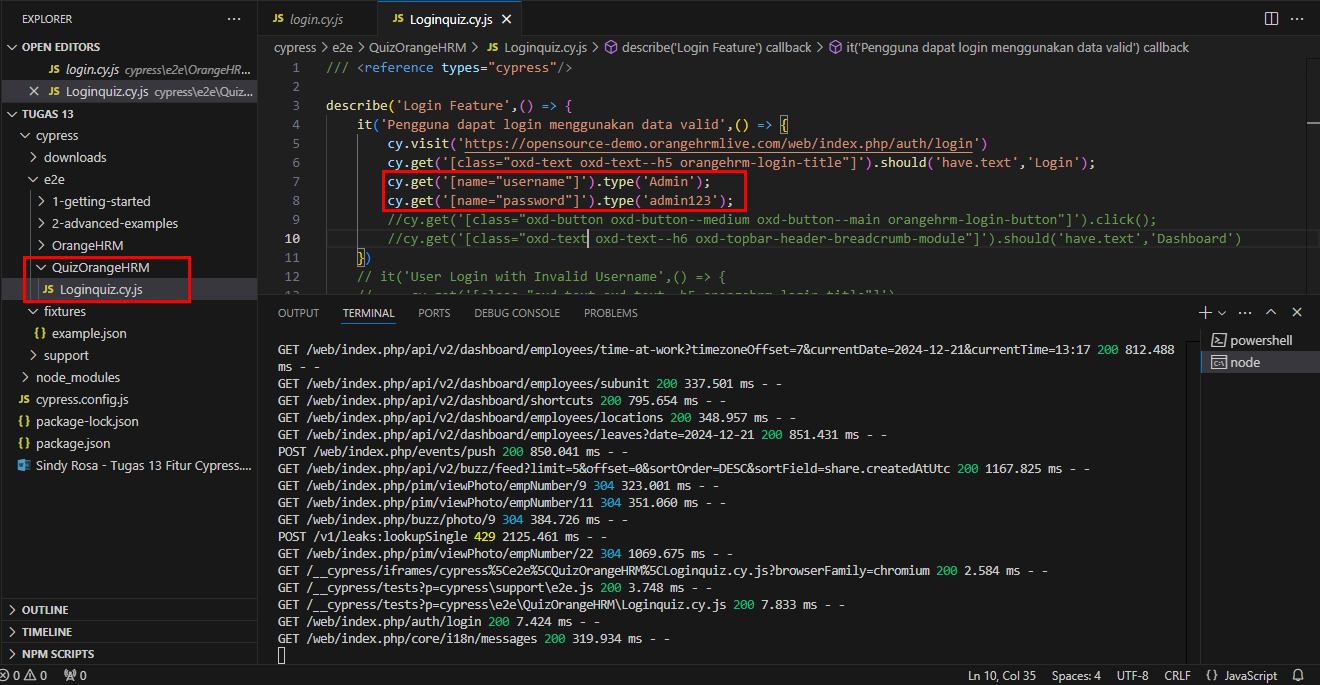 EXPLORER ···
OPEN EDITORS
JS login.cy.js cypress\e2e\OrangeHR...
JS Loginquiz.cy.js cypress\e2e\Quiz...
TUGAS 13
cypress
downloads
e2e
1-getting-started
2-advanced-examples
OrangeHRM
QuizOrangeHRM
JS Loginquiz.cy.js
fixtures
{} example.json
support
node_modules
JS cypress.config.js
{} package-lock.json
{} package.json
Sindy Rosa - Tugas 13 Fitur Cypress....
OUTLINE
TIMELINE
NPM SCRIPTS
JS login.cy.js JS Loginquiz.cy.js
cypress > e2e > QuizOrangeHRM > JS Loginquiz.cy.js > describe('Login Feature') callback > it('Pengguna dapat login menggunakan data valid') callback
1 /// <reference types="cypress"/>
2
3 describe('Login Feature',() => {
4 it('Pengguna dapat login menggunakan data valid',() => {
5 cy.visit('https://opensource-demo.orangehrmlive.com/web/index.php/auth/login')
6 cy.get('[class="oxd-text oxd-text--h5 orangehrm-login-title"]').should('have.text','Login');
7 cy.get('[name="username"]').type('Admin');
8 cy.get('[name="password"]').type('admin123');
9 //cy.get('[class="oxd-button oxd-button--medium oxd-button--main orangehrm-login-button"]').click();
10 //cy.get('[class="oxd-text oxd-text--h6 oxd-topbar-header-breadcrumb-module"]').should('have.text','Dashboard')
11 })
12 // it('User Login with Invalid Username',() => {
OUTPUT TERMINAL PORTS DEBUG CONSOLE PROBLEMS
GET /web/index.php/api/v2/dashboard/employees/time-at-work?timezoneOffset=7&currentDate=2024-12-21&currentTime=13:17 200 812.488
ms - -
GET /web/index.php/api/v2/dashboard/employees/subunit 200 337.501 ms - -
GET /web/index.php/api/v2/dashboard/shortcuts 200 795.654 ms - -
GET /web/index.php/api/v2/dashboard/employees/locations 200 348.957 ms - -
GET /web/index.php/api/v2/dashboard/employees/leaves?date=2024-12-21 200 851.431 ms - -
POST /web/index.php/events/push 200 850.041 ms - -
GET /web/index.php/api/v2/buzz/feed?limit=5&offset=0&sortOrder=DESC&sortField=share.createdAtUtc 200 1167.825 ms - -
GET /web/index.php/pim/viewPhoto/empNumber/9 304 323.001 ms - -
GET /web/index.php/pim/viewPhoto/empNumber/11 304 351.060 ms - -
GET /web/index.php/buzz/photo/9 304 384.726 ms - -
POST /v1/leaks:lookupSingle 429 2125.461 ms - -
GET /web/index.php/pim/viewPhoto/empNumber/22 304 1069.675 ms - -
GET /__cypress/iframes/cypress%5Ce2e%5CQuizOrangeHRM%5CLoginquiz.cy.js?browserFamily=chromium 200 2.584 ms - -
GET /__cypress/tests?p=cypress\support\e2e.js 200 3.748 ms - -
GET /__cypress/tests?p=cypress\e2e\QuizOrangeHRM\Loginquiz.cy.js 200 7.833 ms - -
GET /web/index.php/auth/login 200 7.424 ms - -
GET /web/index.php/core/i18n/messages 200 319.934 ms - -
powershell
node
0 0 0 Ln 10, Col 35 Spaces: 4 UTF-8 CRLF {} JavaScript